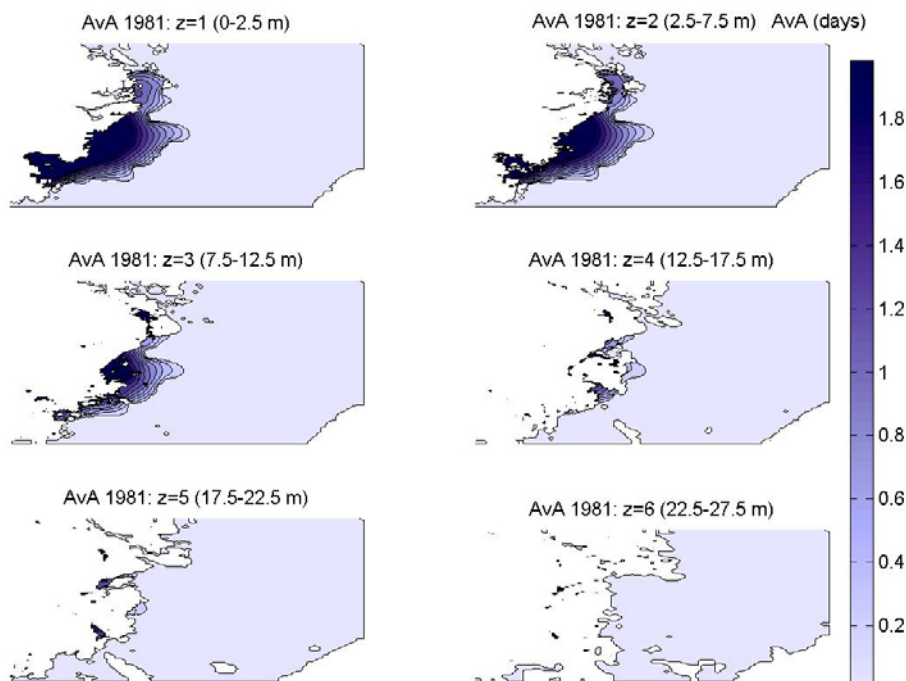 AvA 1981: z=1 (0-2.5 m)
AvA 1981: z=2 (2.5-7.5 m)
AvA (days)
1.8
1.6
1.4
1.2
1
0.8
0.6
0.4
0.2
AvA 1981: z=3 (7.5-12.5 m)
AvA 1981: z=4 (12.5-17.5 m)
AvA 1981: z=5 (17.5-22.5 m)
AvA 1981: z=6 (22.5-27.5 m)